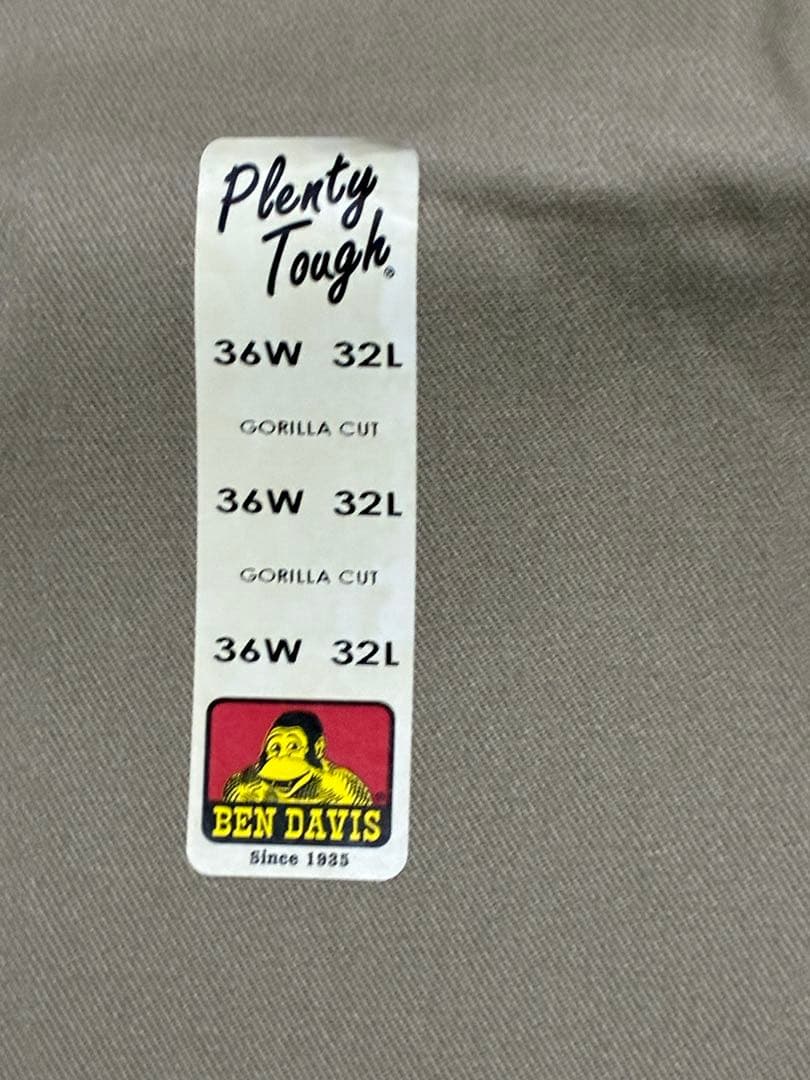 Plenty
Tough®
36W 32L
GORILLA CUT
36W 32L
GORILLA CUT
36W 32L
BEN DAVIS
Since 1935